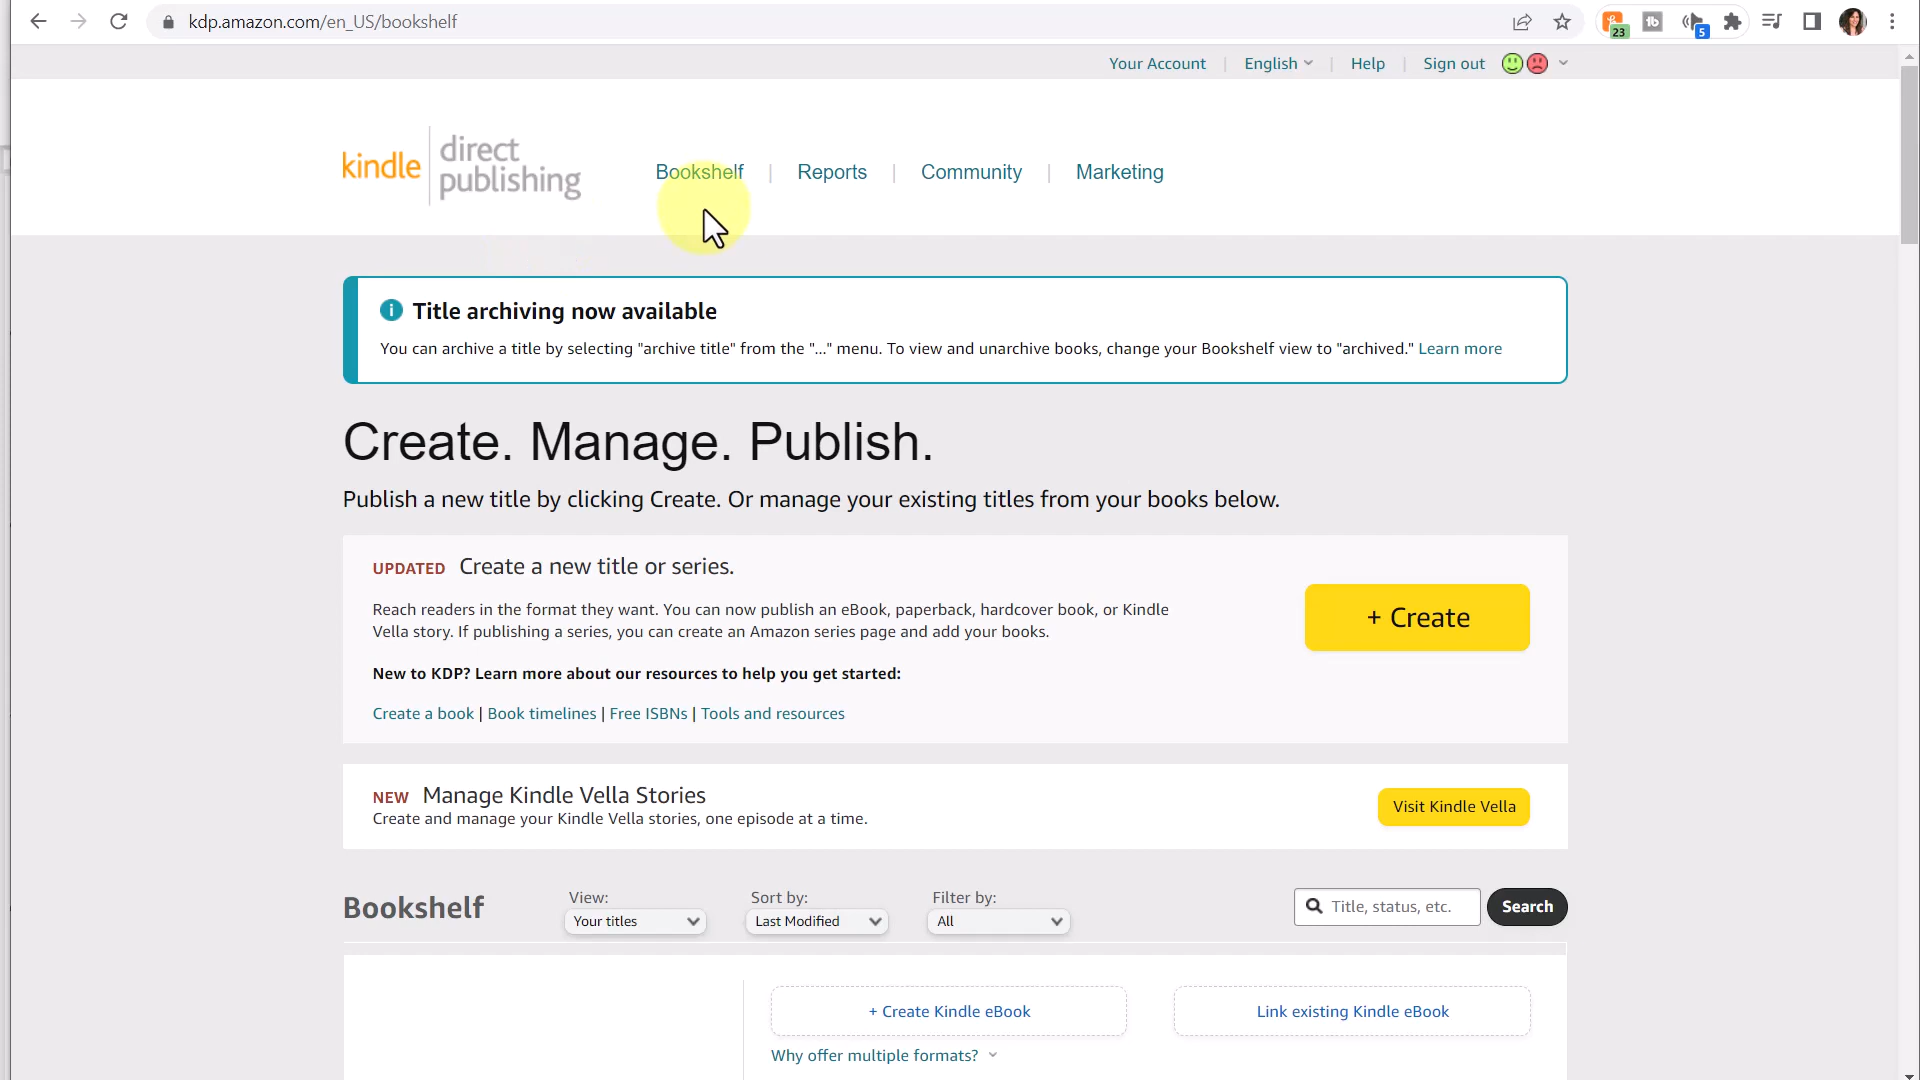 kdp.amazon.com/en_US/bookshelf
23
tb
5
Your Account | English | Help | Sign out
kindle direct publishing
Bookshelf | Reports | Community | Marketing
Title archiving now available
You can archive a title by selecting "archive title" from the "..." menu. To view and unarchive books, change your Bookshelf view to "archived." Learn more
Create. Manage. Publish.
Publish a new title by clicking Create. Or manage your existing titles from your books below.
UPDATED Create a new title or series.
Reach readers in the format they want. You can now publish an eBook, paperback, hardcover book, or Kindle
Vella story. If publishing a series, you can create an Amazon series page and add your books.
+ Create
New to KDP? Learn more about our resources to help you get started:
Create a book | Book timelines | Free ISBNs | Tools and resources
NEW Manage Kindle Vella Stories
Create and manage your Kindle Vella stories, one episode at a time.
Visit Kindle Vella
Bookshelf
View:
Your titles
Sort by:
Last Modified
Filter by:
All
Title, status, etc.
Search
+ Create Kindle eBook
Link existing Kindle eBook
Why offer multiple formats?